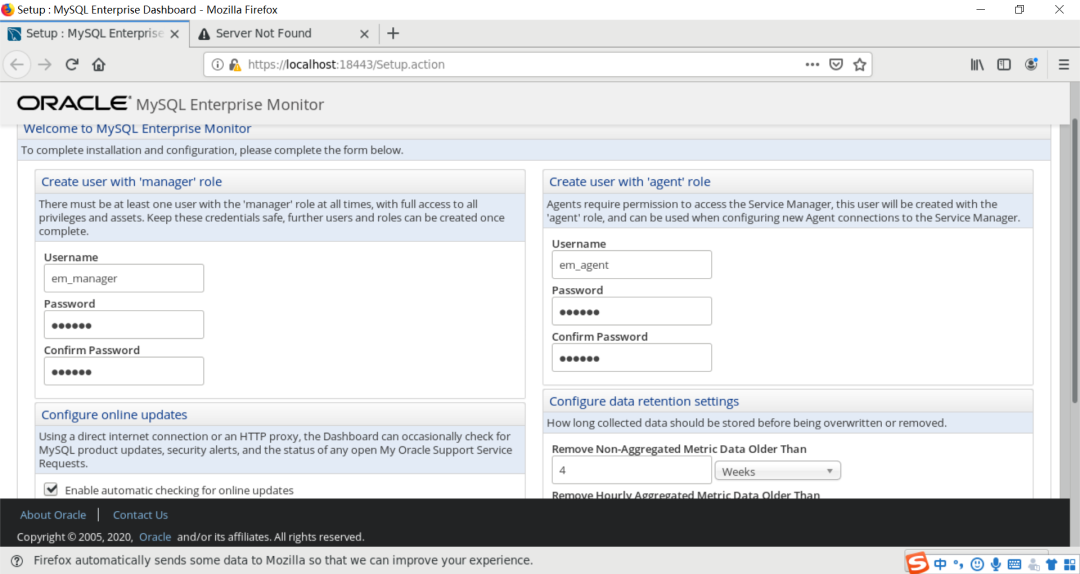 Setup : MySQL Enterprise Dashboard - Mozilla Firefox
Setup : MySQL Enterprise
Server Not Found
https://localhost:18443/Setup.action
ORACLE® MySQL Enterprise Monitor
Welcome to MySQL Enterprise Monitor
To complete installation and configuration, please complete the form below.
Create user with 'manager' role
There must be at least one user with the 'manager' role at all times, with full access to all
privileges and assets. Keep these credentials safe, further users and roles can be created once
complete.
Username
em_manager
Password
••••••
Confirm Password
••••••
Configure online updates
Using a direct internet connection or an HTTP proxy, the Dashboard can occasionally check for
MySQL product updates, security alerts, and the status of any open My Oracle Support Service
Requests.
Enable automatic checking for online updates
Create user with 'agent' role
Agents require permission to access the Service Manager, this user will be created with the
'agent' role, and can be used when configuring new Agent connections to the Service Manager.
Username
em_agent
Password
••••••
Confirm Password
••••••
Configure data retention settings
How long collected data should be stored before being overwritten or removed.
Remove Non-Aggregated Metric Data Older Than
4 Weeks
Remove Hourly Aggregated Metric Data Older Than
About Oracle | Contact Us
Copyright © 2005, 2020, Oracle and/or its affiliates. All rights reserved.
Firefox automatically sends some data to Mozilla so that we can improve your experience.
S 中